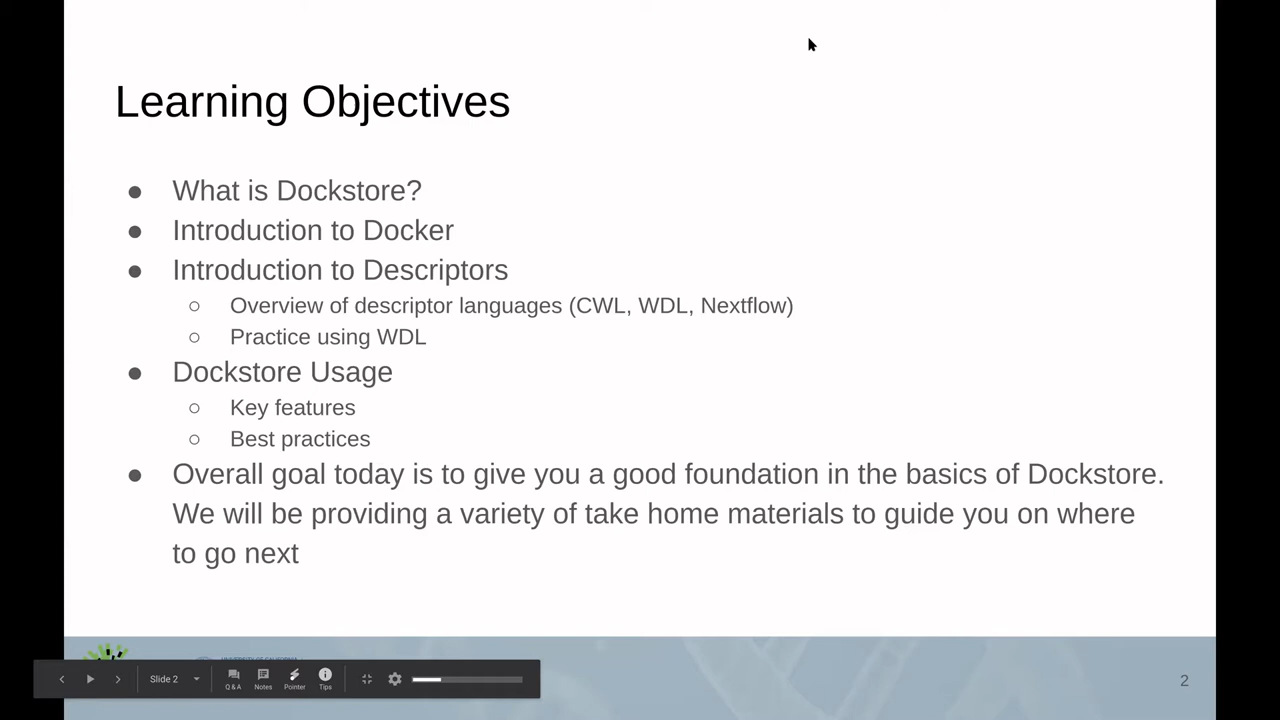 Learning Objectives
● What is Dockstore?
● Introduction to Docker
● Introduction to Descriptors
○ Overview of descriptor languages (CWL, WDL, Nextflow)
○ Practice using WDL
● Dockstore Usage
○ Key features
○ Best practices
● Overall goal today is to give you a good foundation in the basics of Dockstore.
We will be providing a variety of take home materials to guide you on where
to go next
UNIVERSITY OF CALIFORNIA
Slide 2
Q & A Notes Pointer Tips
2